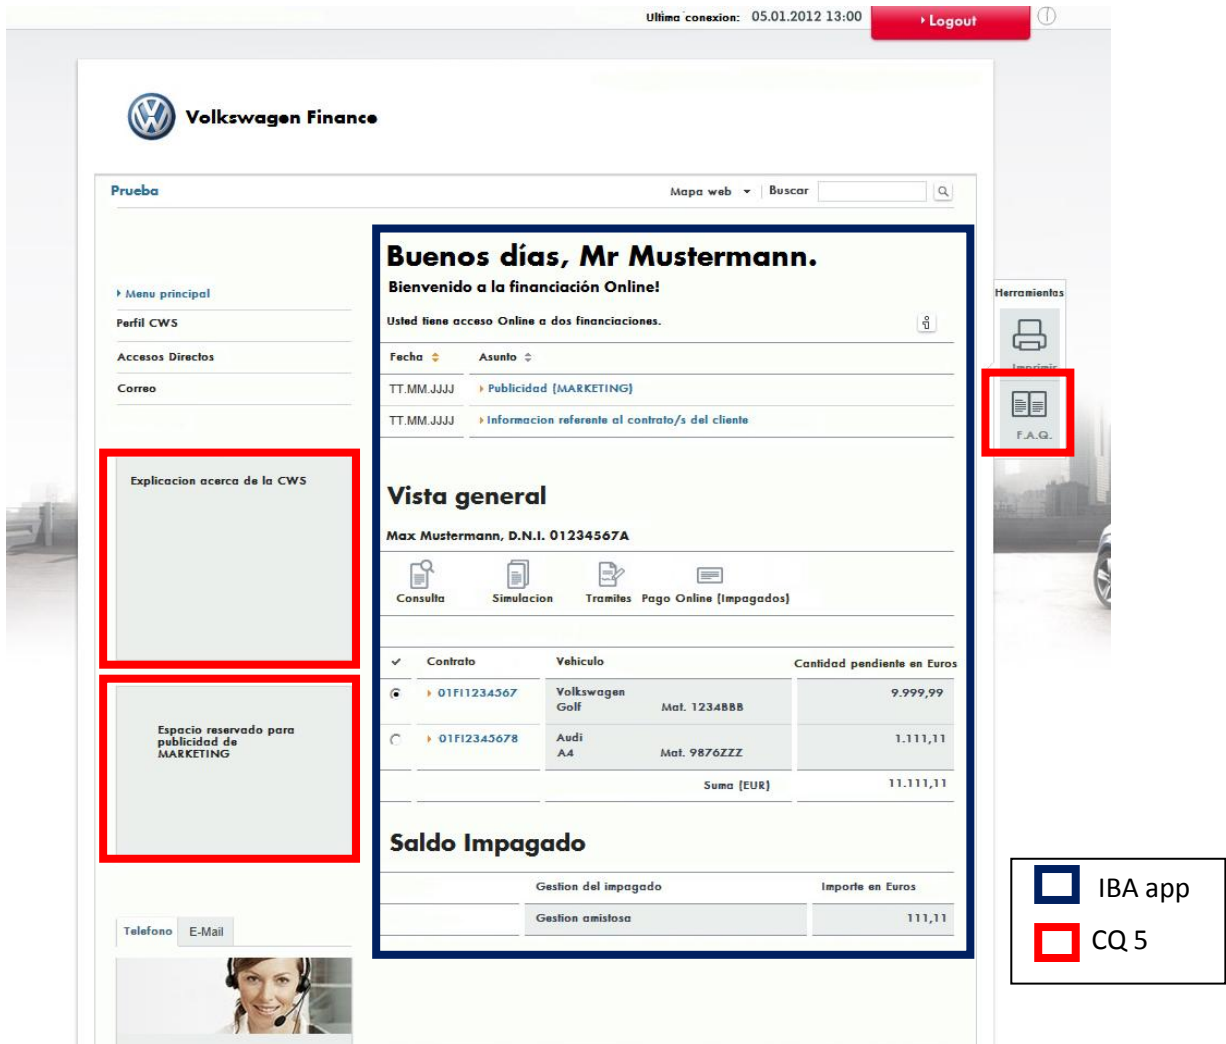 Ultima conexion: 05.01.2012 13:00
Logout
Volkswagen Finance
Prueba
Mapa web
Buscar
Buenos días, Mr Mustermann.
Bienvenido a la financiación Online!
Usted tiene acceso Online a dos financiaciones.
Menu principal
Perfil CWS
Accesos Directos
Correo
Fecha Asunto
TT.MM.JJJJ Publicidad (MARKETING)
TT.MM.JJJJ Informacion referente al contrato/s del cliente
Herramientas
Imprimir
F.A.Q.
Explicacion acerca de la CWS
Espacio reservado para
publicidad de
MARKETING
Vista general
Max Mustermann, D.N.I. 01234567A
Consulta Simulacion Tramites Pago Online (Impagados)
Contrato Vehiculo Cantidad pendiente en Euros
01FI1234567 Volkswagen 9.999,99
Golf Mat. 1234BBB
01FI2345678 Audi 1.111,11
A4 Mat. 9876ZZZ
Suma (EUR) 11.111,11
Saldo Impagado
Gestion del impagado Importe en Euros
Gestion amistosa 111,11
Telefono E-Mail
IBA app
CQ 5